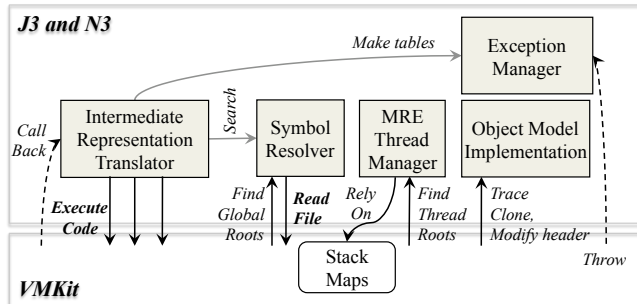 J3 and N3
Make tables
Exception
Manager
Call
Back
Intermediate
Representation
Translator
Search
Symbol
Resolver
MRE
Thread
Manager
Object Model
Implementation
Execute
Code
Find
Global
Roots
Read
File
Rely
On
Find
Thread
Roots
Trace
Clone,
Modify header
Throw
Stack
Maps
VMKit